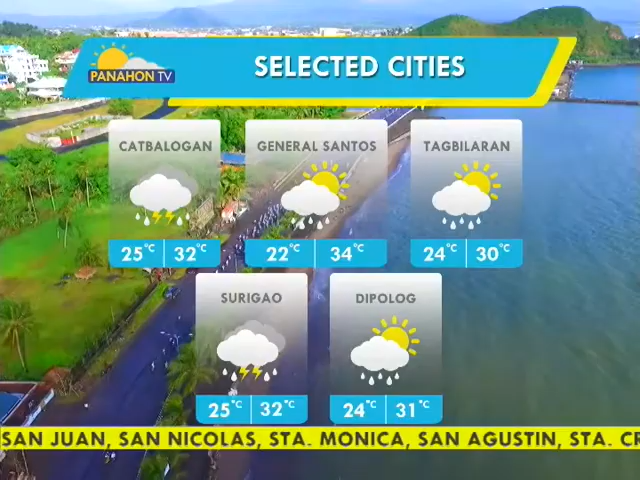 PANAHON TV
SELECTED CITIES
CATBALOGAN
25°C 32°C
GENERAL SANTOS
22°C 34°C
TAGBILARAN
24°C 30°C
SURIGAO
25°C 32°C
DIPOLOG
24°C 31°C
SAN JUAN, SAN NICOLAS, STA. MONICA, SAN AGUSTIN, STA. CR